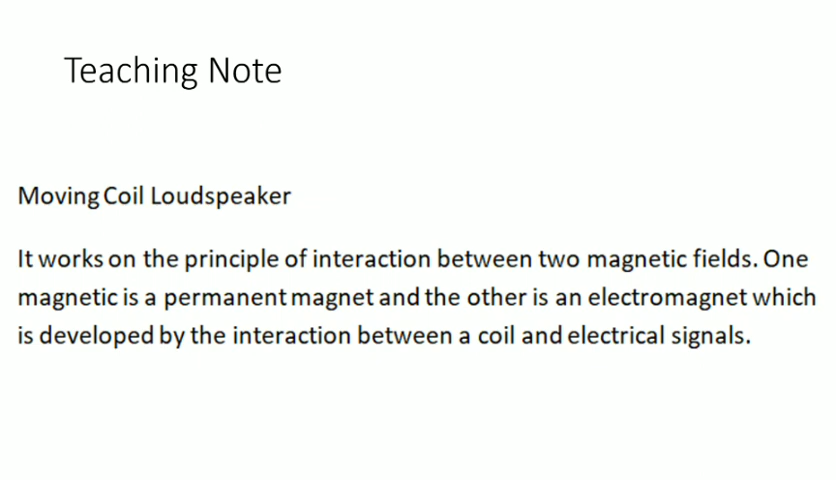 Teaching Note
Moving Coil Loudspeaker
It works on the principle of interaction between two magnetic fields. One
magnetic is a permanent magnet and the other is an electromagnet which
is developed by the interaction between a coil and electrical signals.